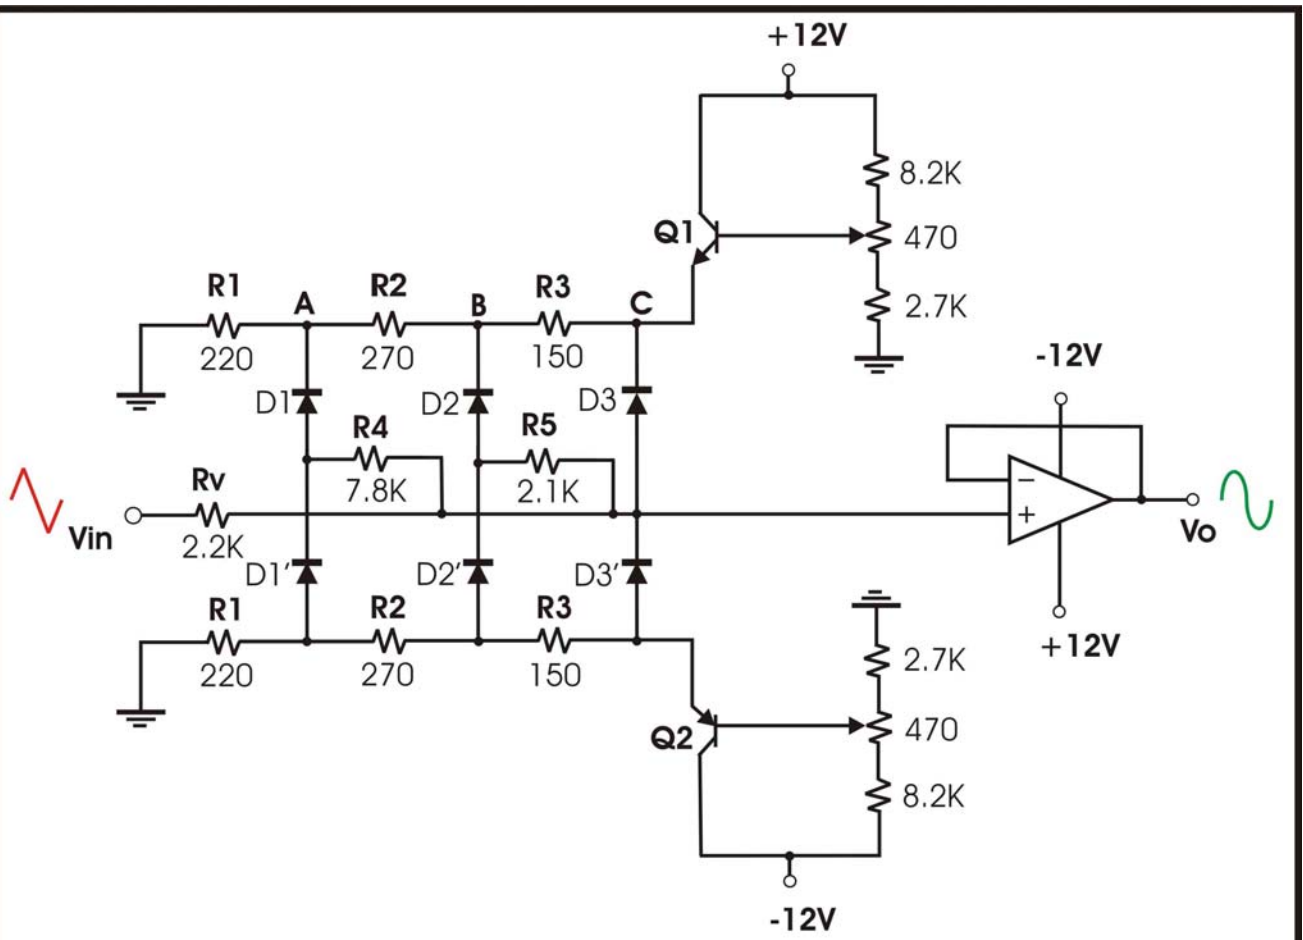 +12V
8.2K
Q1
470
R1
A
R2
B
R3
C
2.7K
220
270
150
-12V
D1
D2
D3
R4
R5
Rv
7.8K
2.1K
−
+
Vin
2.2K
Vo
D1'
D2'
D3'
R1
R2
R3
+12V
2.7K
220
270
150
Q2
470
8.2K
-12V